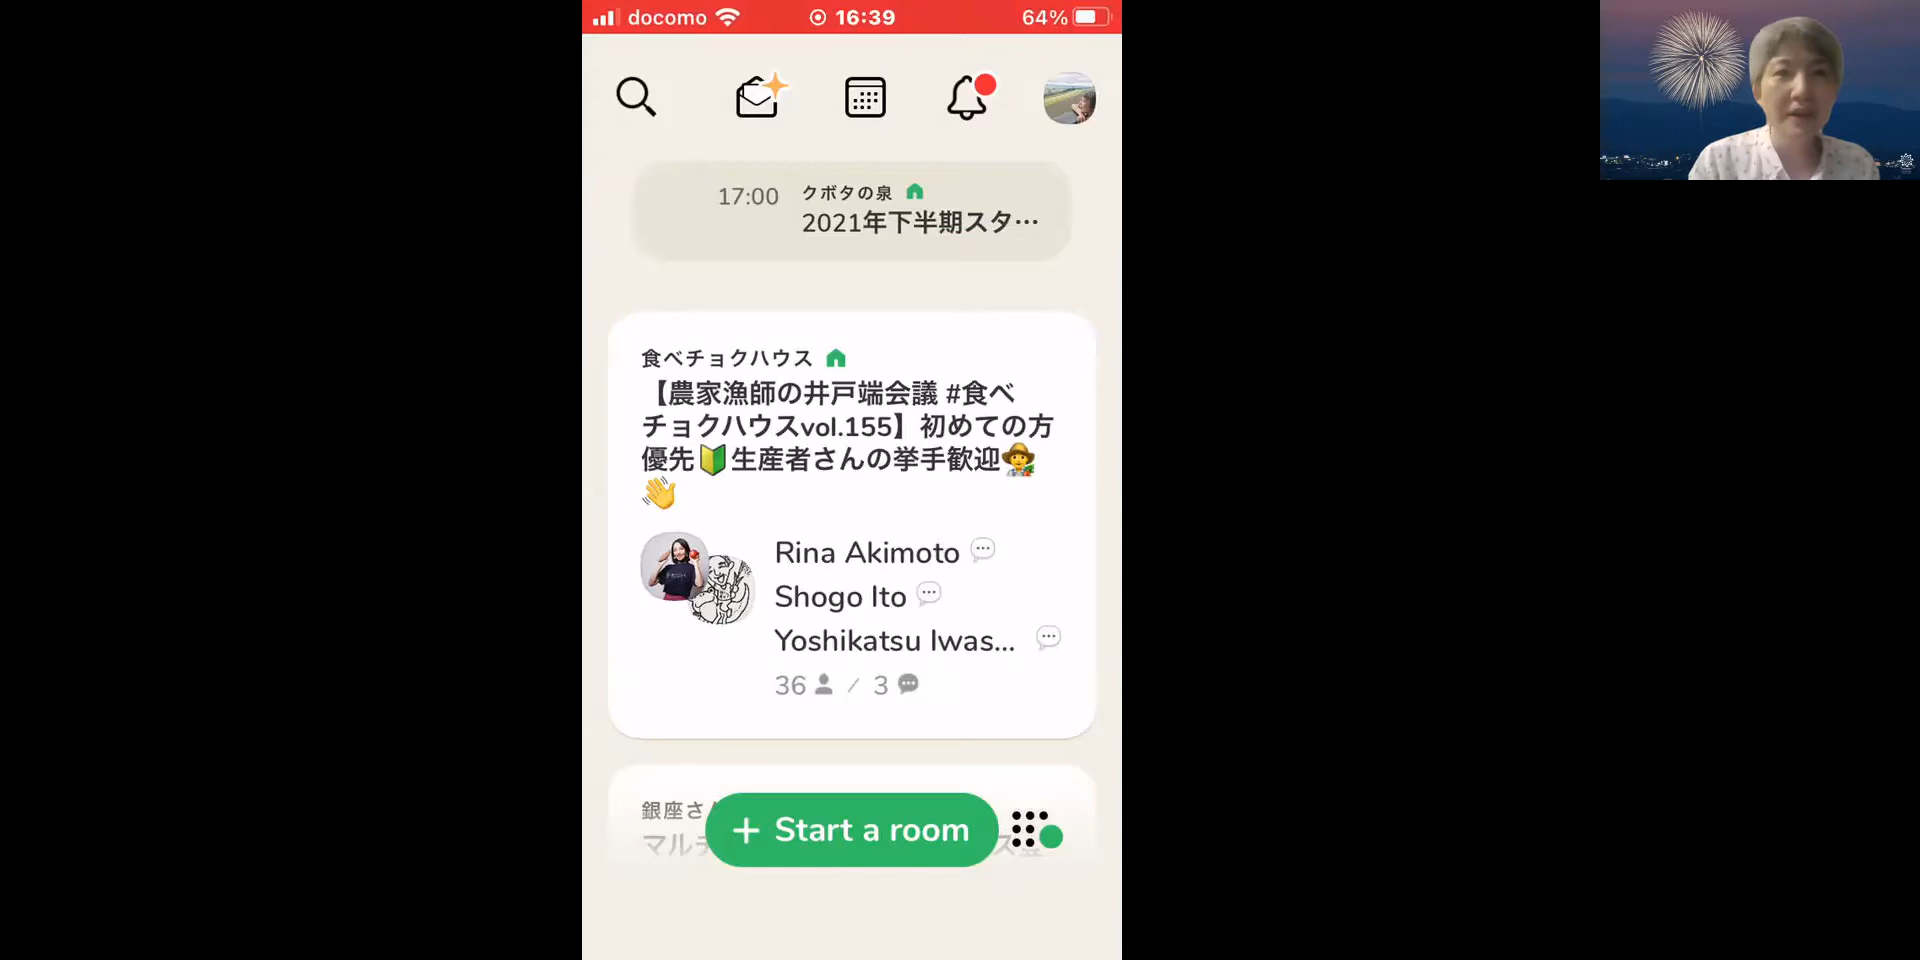 docomo 16:39 64%
17:00 クボタの泉
2021年下半期スタ…
食べチョクハウス
【農家漁師の井戸端会議 #食べ
チョクハウスvol.155】初めての方
優先🔰生産者さんの挙手歓迎🧑‍🌾
👋
Rina Akimoto
Shogo Ito
Yoshikatsu Iwas...
36 / 3
銀座さ
マルチ
+ Start a room